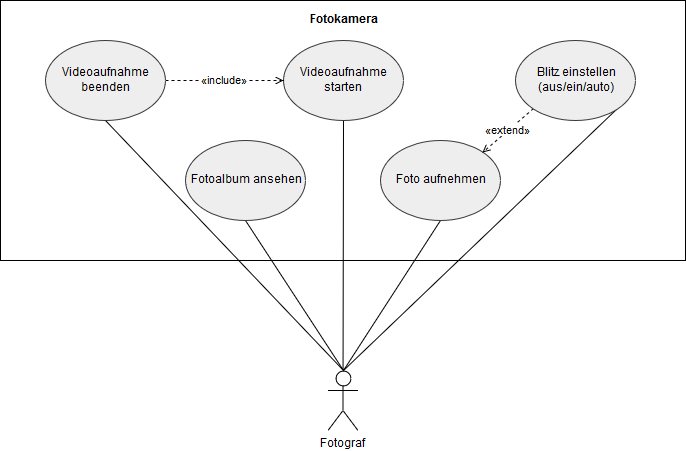 Fotokamera
Videoaufnahme
beenden
«include»
Videoaufnahme
starten
Blitz einstellen
(aus/ein/auto)
«extend»
Fotoalbum ansehen
Foto aufnehmen
Fotograf